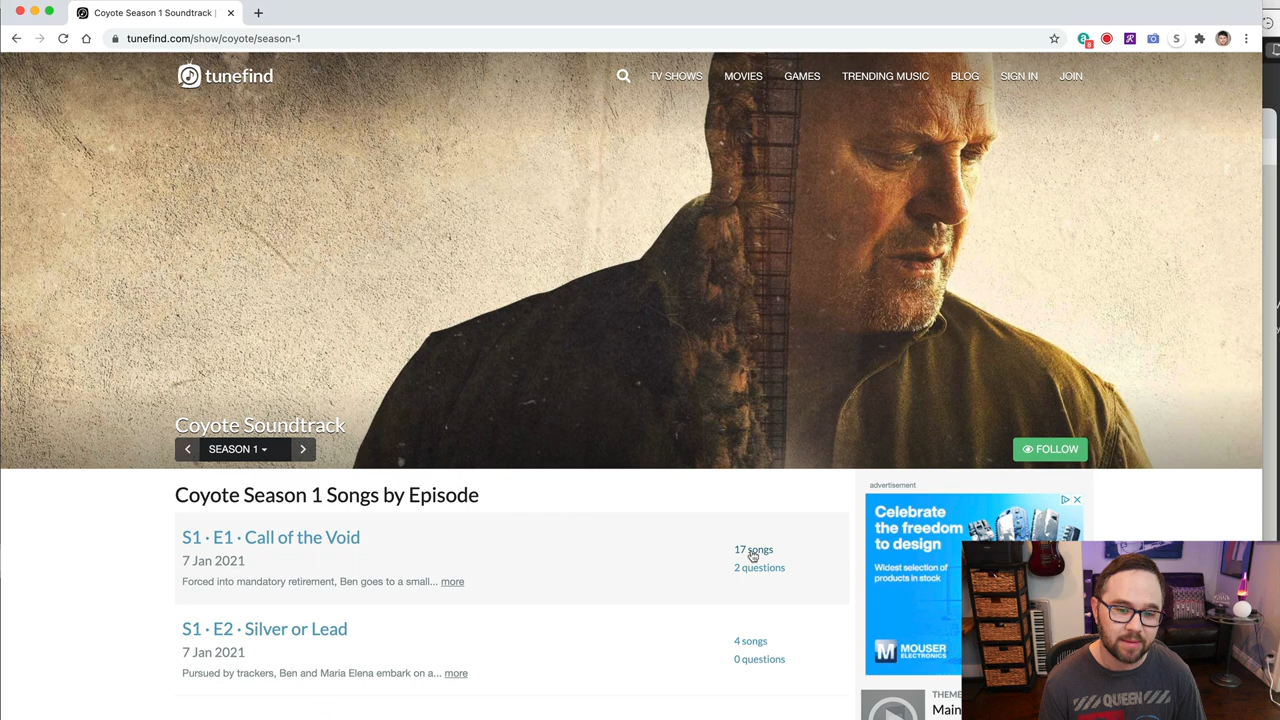 Coyote Season 1 Soundtrack |
tunefind.com/show/coyote/season-1
8
S
tunefind
TV SHOWS MOVIES GAMES TRENDING MUSIC BLOG SIGN IN JOIN
Coyote Soundtrack
SEASON 1
FOLLOW
Coyote Season 1 Songs by Episode
S1 · E1 · Call of the Void
7 Jan 2021
Forced into mandatory retirement, Ben goes to a small... more
17 songs
2 questions
S1 · E2 · Silver or Lead
7 Jan 2021
Pursued by trackers, Ben and Maria Elena embark on a... more
4 songs
0 questions
advertisement
Celebrate
the freedom
to design
Widest selection of
products in stock
M MOUSER
ELECTRONICS
THEME
Main
QUEEN